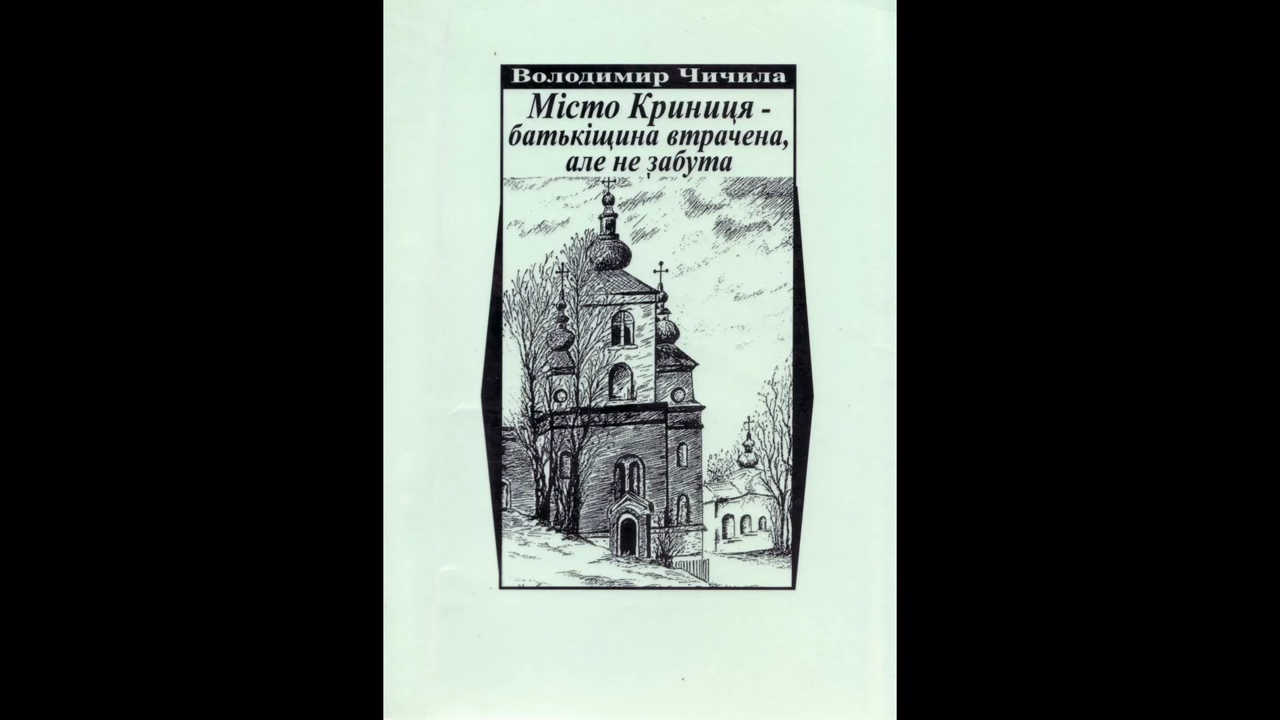 Володимир Чичила
Місто Криниця -
батьківщина втрачена,
але не забута